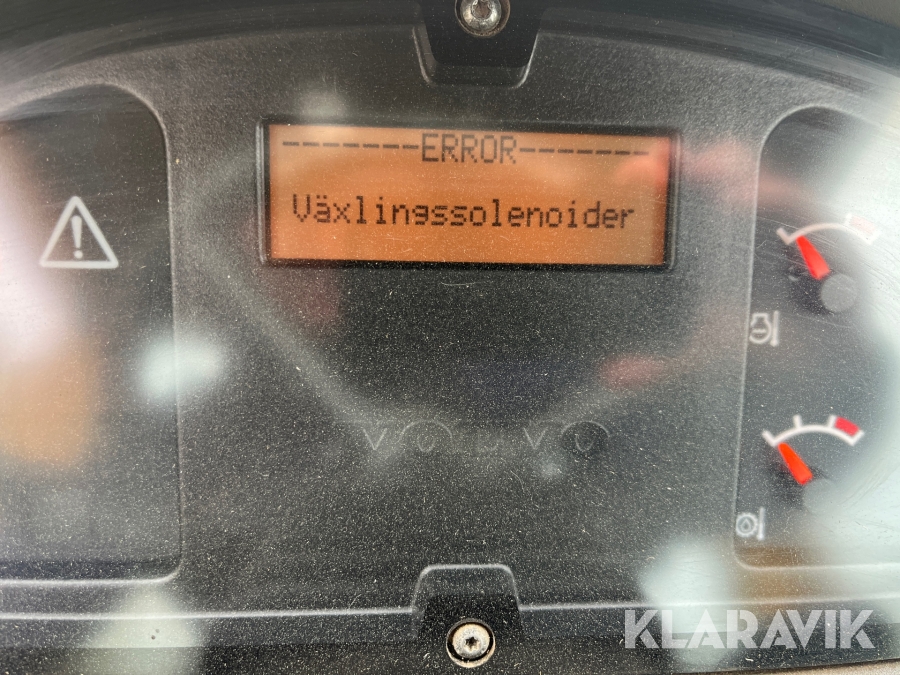 -------ERROR-------
Växlingssolenoider
VOLVO
KLARAVIK